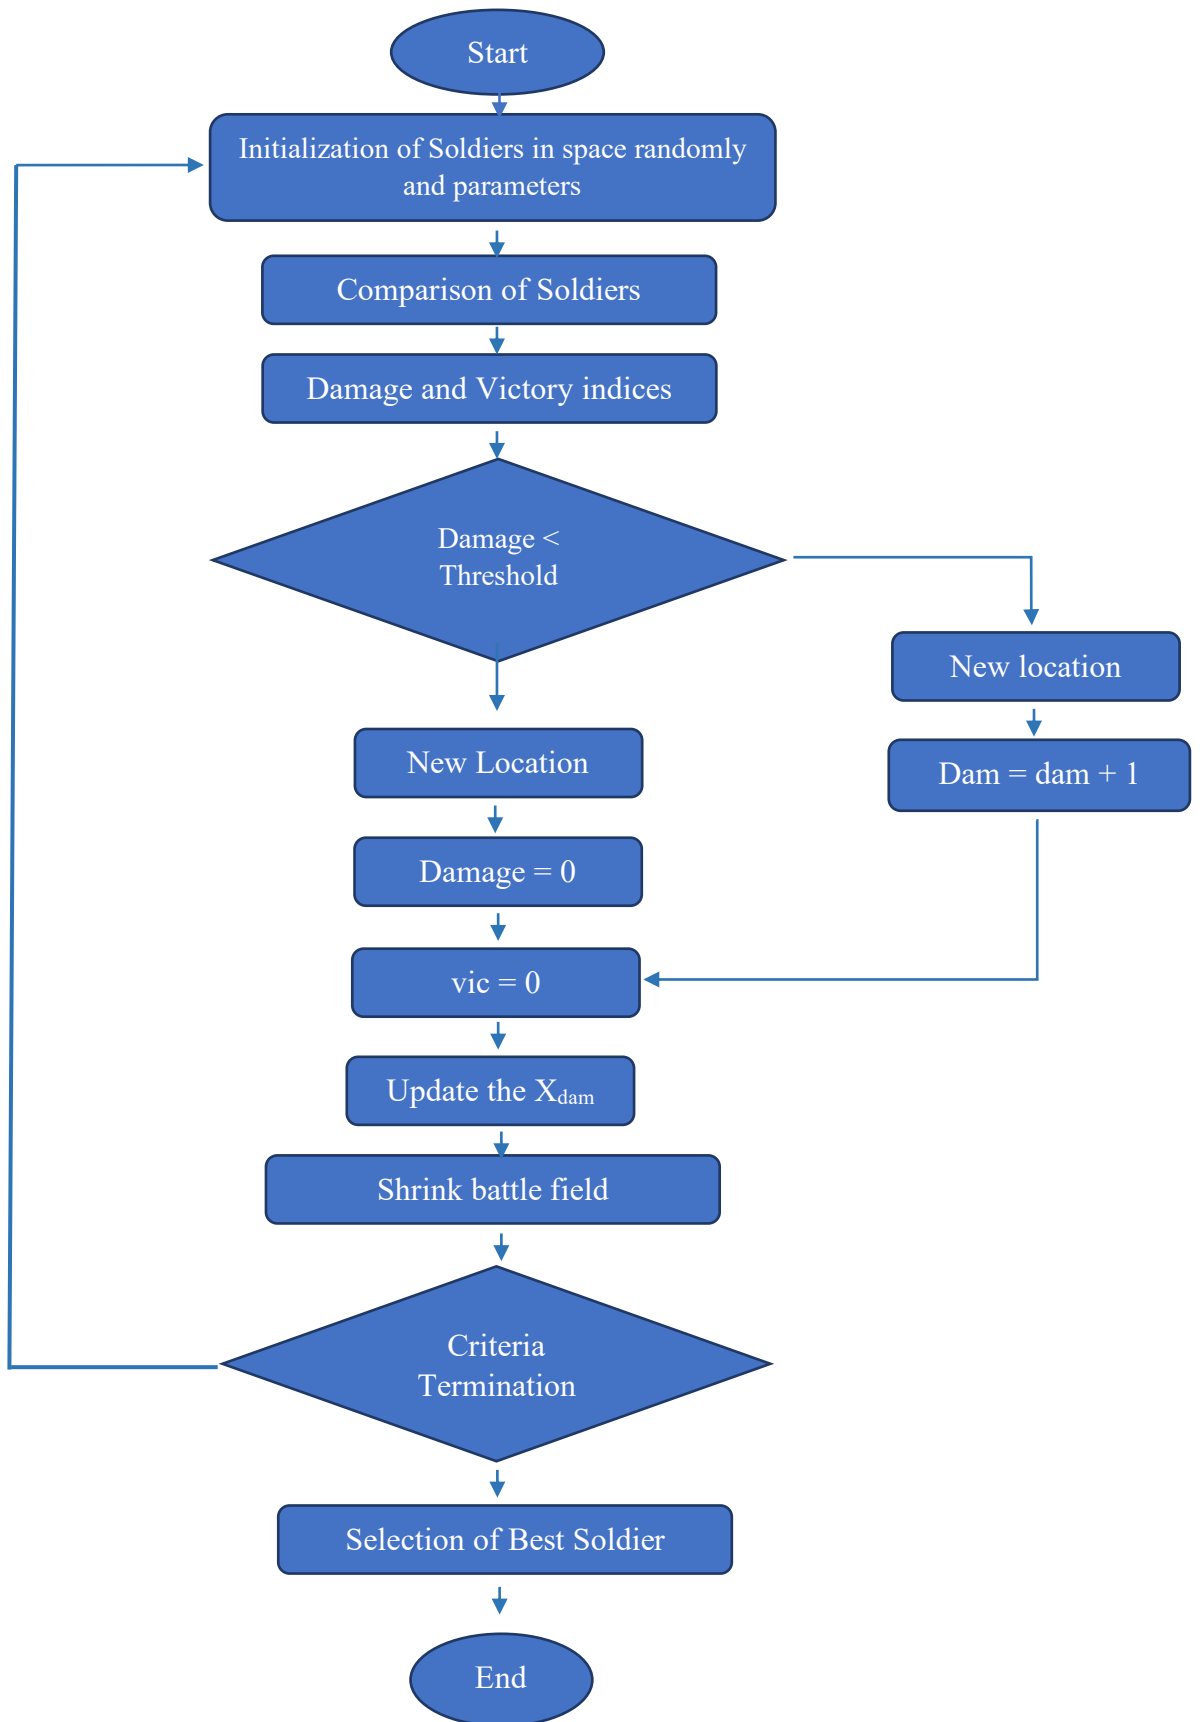 Start
Initialization of Soldiers in space randomly
and parameters
Comparison of Soldiers
Damage and Victory indices
Damage <
Threshold
New location
Dam = dam + 1
New Location
Damage = 0
vic = 0
Update the Xdam
Shrink battle field
Criteria
Termination
Selection of Best Soldier
End